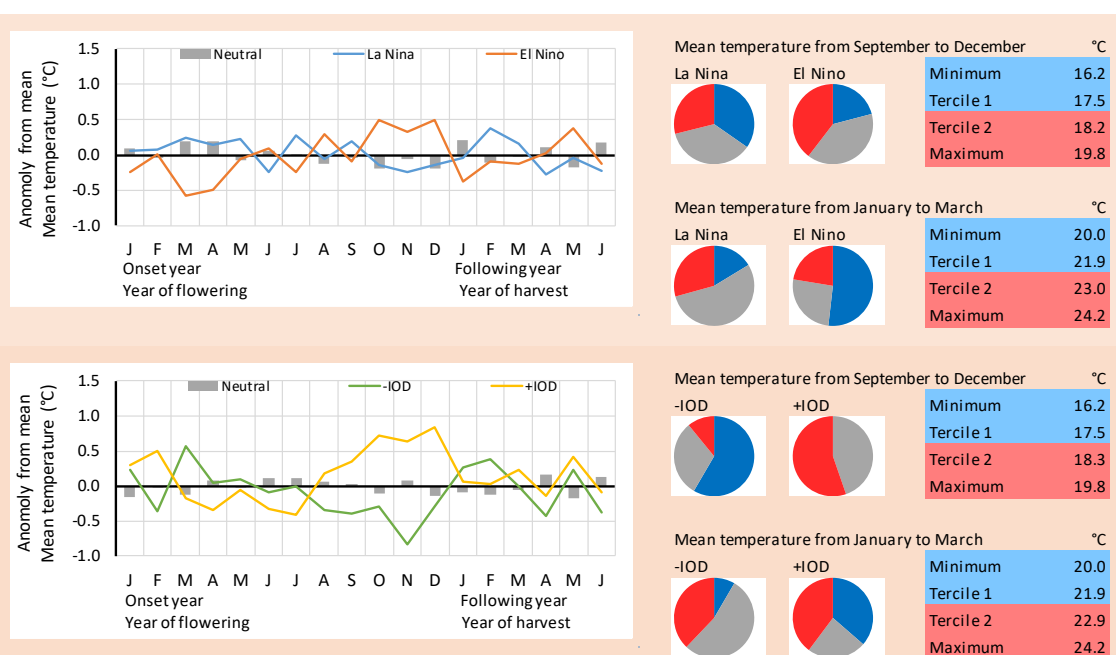 1.5
1.0
0.5
0.0
-0.5
-1.0
Anomoly from mean
Mean temperature (°C)
Neutral La Nina El Nino
J F M A M J J A S O N D J F M A M J
Onset year Following year
Year of flowering Year of harvest
Mean temperature from September to December °C
La Nina El Nino
Minimum 16.2
Tercile 1 17.5
Tercile 2 18.2
Maximum 19.8
Mean temperature from January to March °C
La Nina El Nino
Minimum 20.0
Tercile 1 21.9
Tercile 2 23.0
Maximum 24.2
1.5
1.0
0.5
0.0
-0.5
-1.0
Anomoly from mean
Mean temperature (°C)
Neutral -IOD +IOD
J F M A M J J A S O N D J F M A M J
Onset year Following year
Year of flowering Year of harvest
Mean temperature from September to December °C
-IOD +IOD
Minimum 16.2
Tercile 1 17.5
Tercile 2 18.3
Maximum 19.8
Mean temperature from January to March °C
-IOD +IOD
Minimum 20.0
Tercile 1 21.9
Tercile 2 22.9
Maximum 24.2